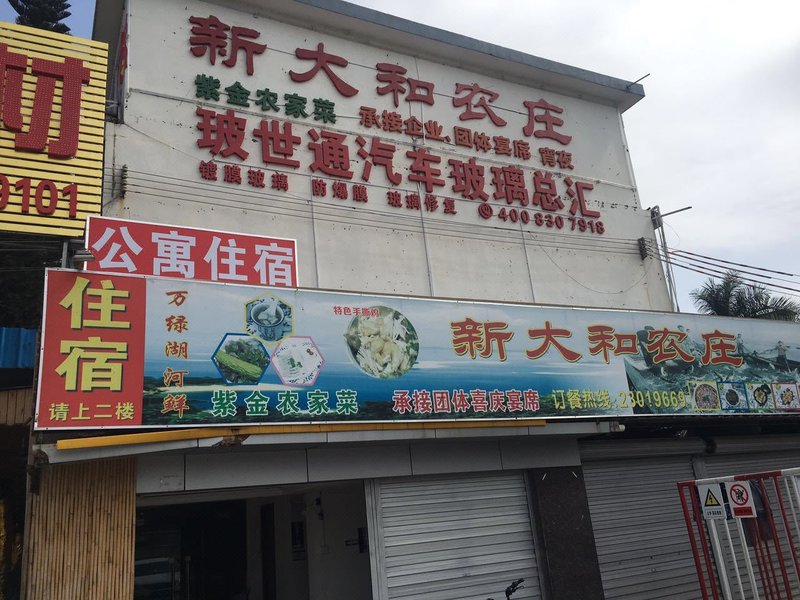 新大和农庄
紫金农家菜 承接企业、团体宴席 宵夜
玻世通汽车玻璃总汇
镀膜玻璃 防爆膜 玻璃修复 400 830 7918
材
9101
公寓住宿
住宿
请上二楼
万绿湖河鲜
特色手撕鸡
新大和农庄
紫金农家菜 承接团体喜庆宴席 订餐热线:23019669